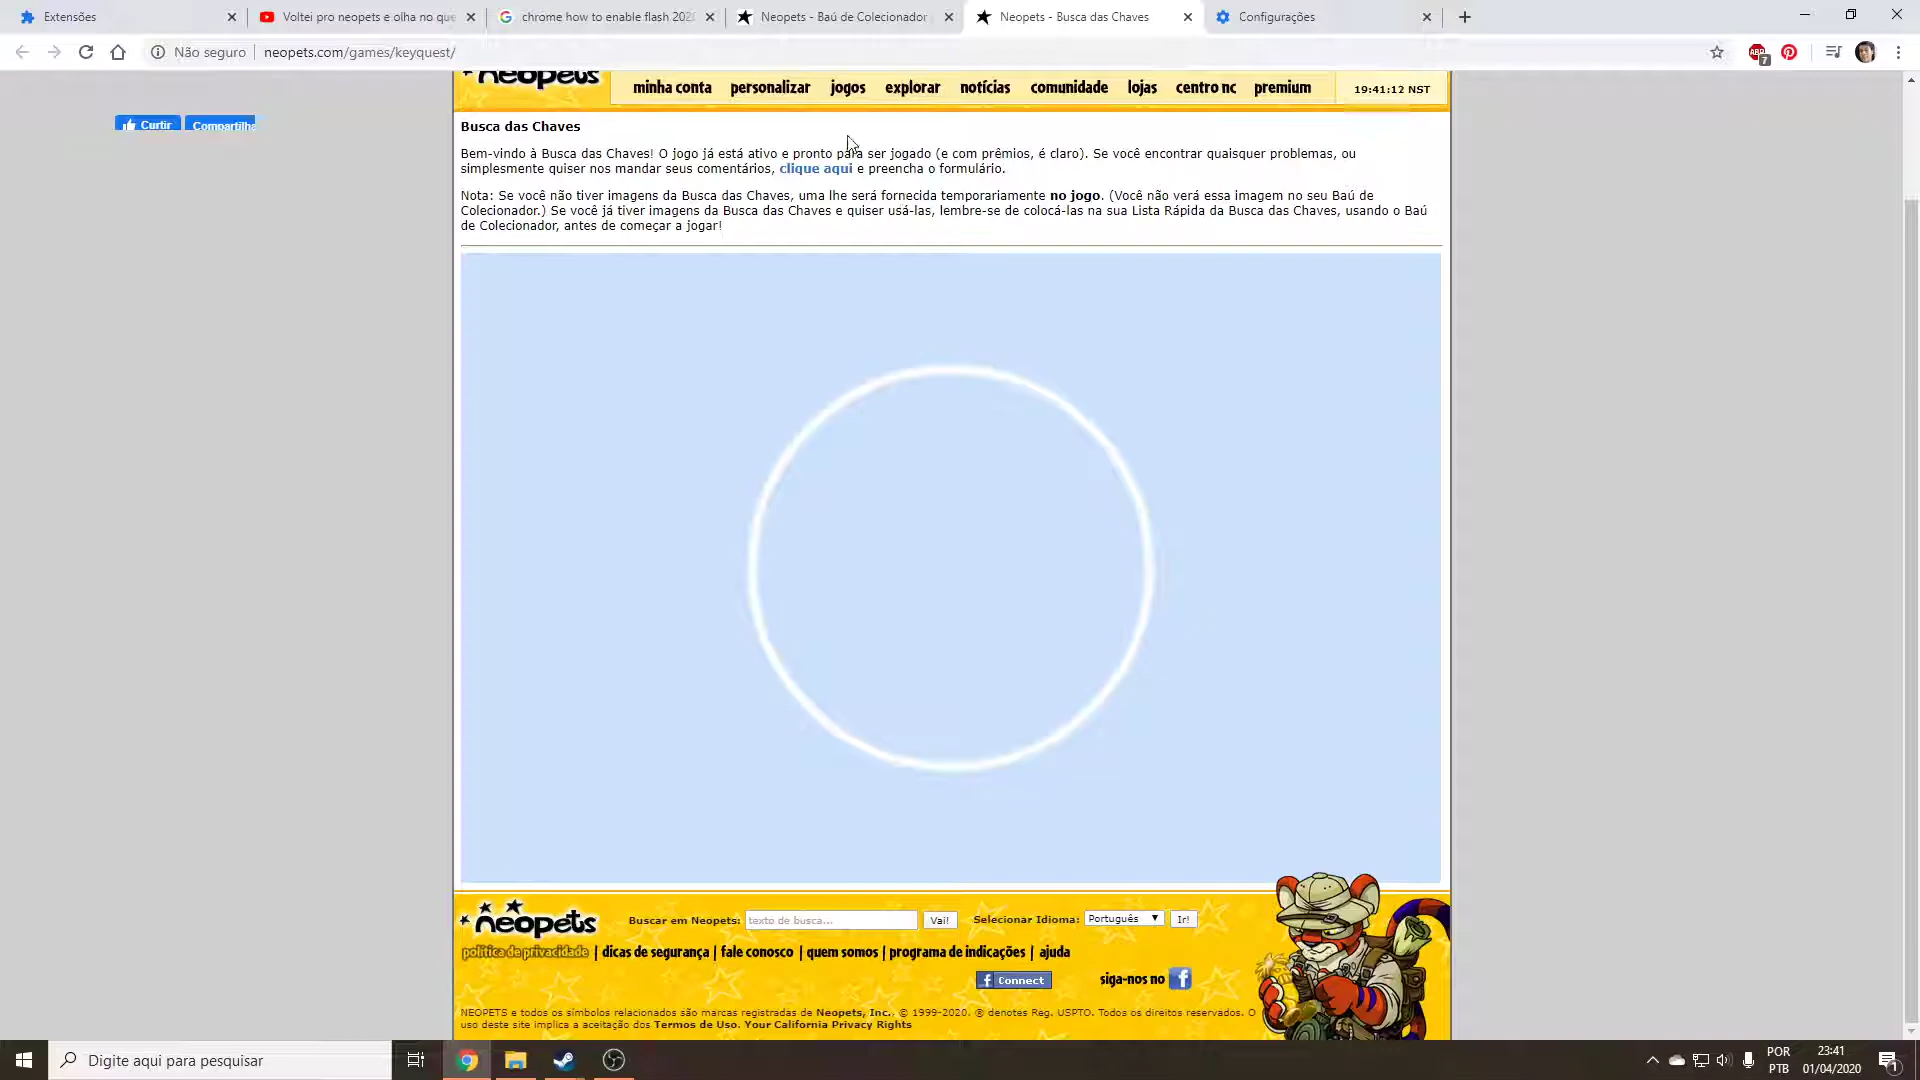 Extensões
Voltei pro neopets e olha no que
chrome how to enable flash 2020
Neopets - Baú de Colecionador
Neopets - Busca das Chaves
Configurações
Não seguro
neopets.com/games/keyquest/
ABP
7
neopets
minha conta
personalizar
jogos
explorar
notícias
comunidade
lojas
centro nc
premium
19:41:12 NST
Curtir
Compartilha
Busca das Chaves
Bem-vindo à Busca das Chaves! O jogo já está ativo e pronto para ser jogado (e com prêmios, é claro). Se você encontrar quaisquer problemas, ou
simplesmente quiser nos mandar seus comentários, clique aqui e preencha o formulário.
Nota: Se você não tiver imagens da Busca das Chaves, uma lhe será fornecida temporariamente no jogo. (Você não verá essa imagem no seu Baú de
Colecionador.) Se você já tiver imagens da Busca das Chaves e quiser usá-las, lembre-se de colocá-las na sua Lista Rápida da Busca das Chaves, usando o Baú
de Colecionador, antes de começar a jogar!
neopets
Buscar em Neopets:
texto de busca...
Vai!
Selecionar Idioma:
Português
Ir!
política de privacidade | dicas de segurança | fale conosco | quem somos | programa de indicações | ajuda
f Connect
siga-nos no f
NEOPETS e todos os símbolos relacionados são marcas registradas de Neopets, Inc.. © 1999-2020. ® denotes Reg. USPTO. Todos os direitos reservados. O
uso deste site implica a aceitação dos Termos de Uso. Your California Privacy Rights
Digite aqui para pesquisar
POR
PTB
23:41
01/04/2020
1